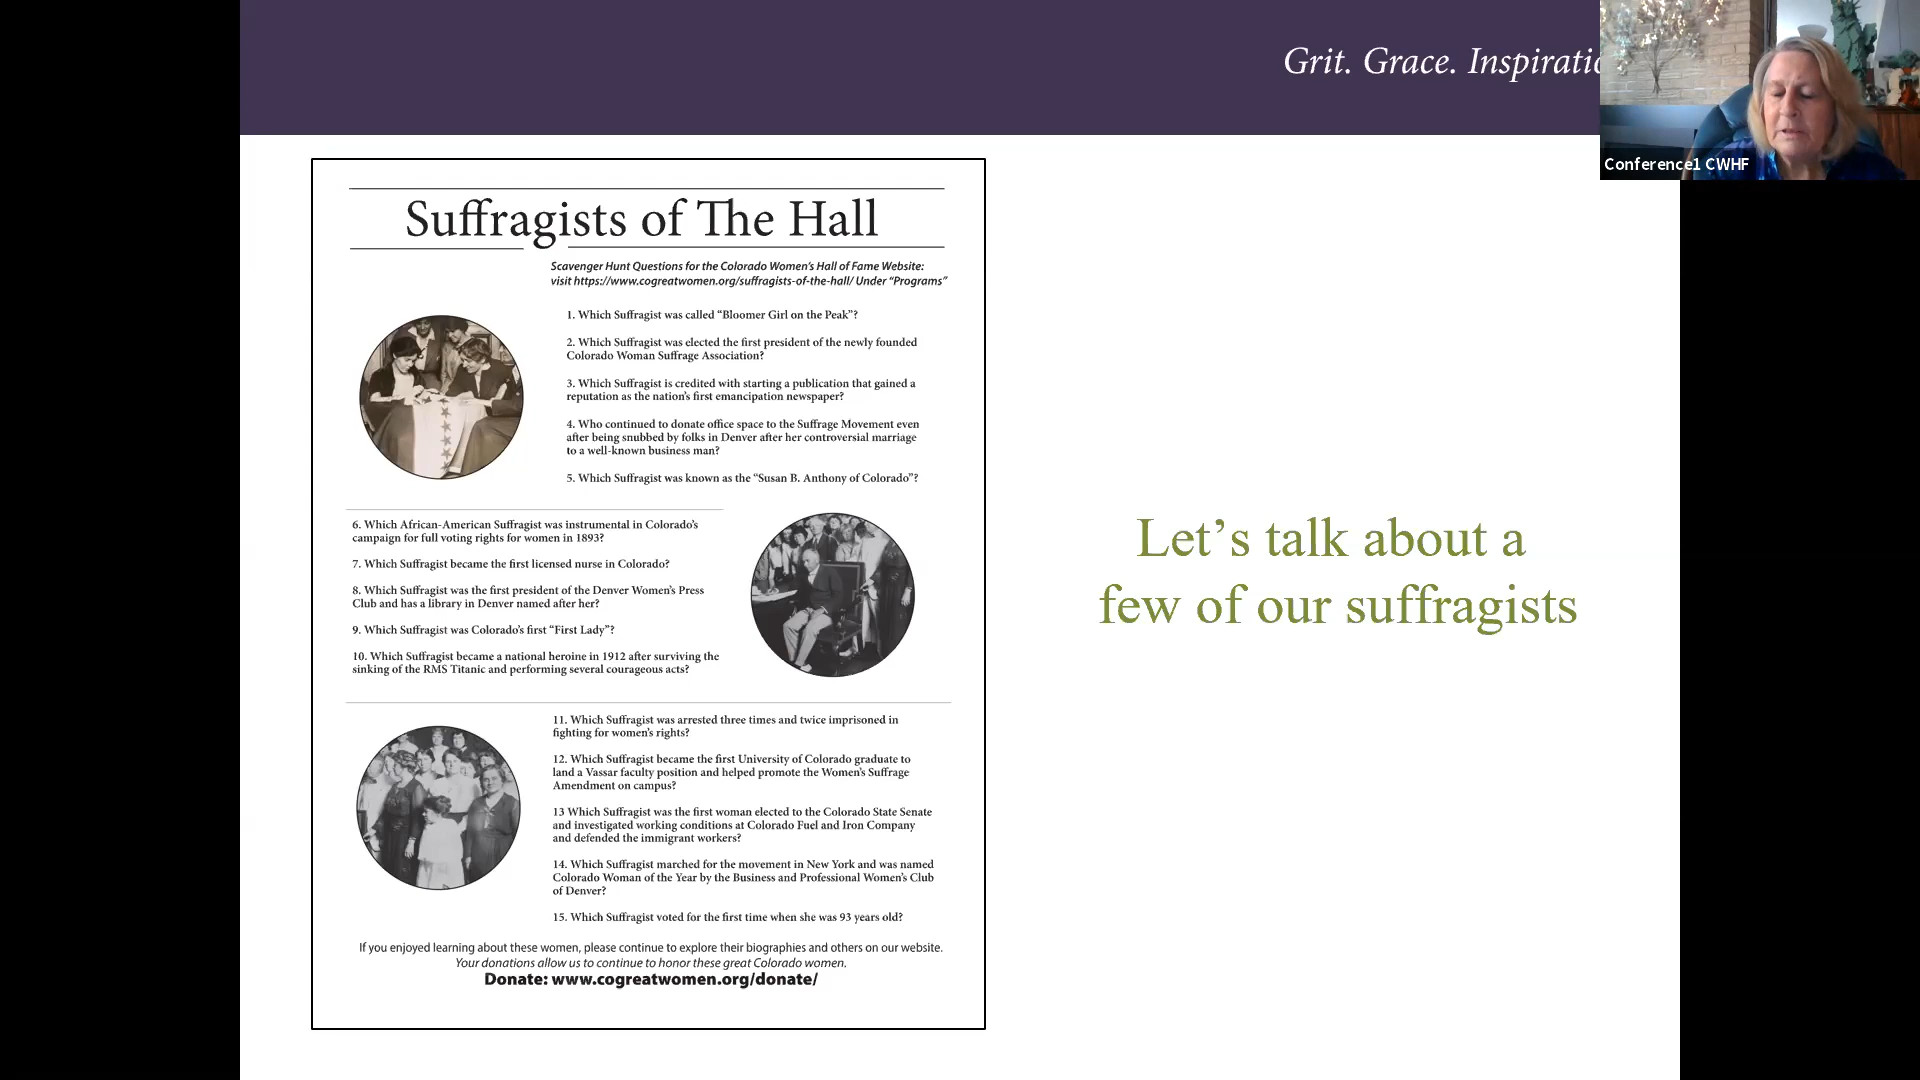 Grit. Grace. Inspiratio
Conference1 CWHF
Suffragists of The Hall
Scavenger Hunt Questions for the Colorado Women's Hall of Fame Website:
visit https://www.cogreatwomen.org/suffragists-of-the-hall/ Under “Programs”
1. Which Suffragist was called “Bloomer Girl on the Peak”?
2. Which Suffragist was elected the first president of the newly founded
Colorado Woman Suffrage Association?
3. Which Suffragist is credited with starting a publication that gained a
reputation as the nation's first emancipation newspaper?
4. Who continued to donate office space to the Suffrage Movement even
after being snubbed by folks in Denver after her controversial marriage
to a well-known business man?
5. Which Suffragist was known as the “Susan B. Anthony of Colorado”?
6. Which African-American Suffragist was instrumental in Colorado's
campaign for full voting rights for women in 1893?
7. Which Suffragist became the first licensed nurse in Colorado?
8. Which Suffragist was the first president of the Denver Women's Press
Club and has a library in Denver named after her?
9. Which Suffragist was Colorado's first “First Lady”?
10. Which Suffragist became a national heroine in 1912 after surviving the
sinking of the RMS Titanic and performing several courageous acts?
11. Which Suffragist was arrested three times and twice imprisoned in
fighting for women's rights?
12. Which Suffragist became the first University of Colorado graduate to
land a Vassar faculty position and helped promote the Women's Suffrage
Amendment on campus?
13 Which Suffragist was the first woman elected to the Colorado State Senate
and investigated working conditions at Colorado Fuel and Iron Company
and defended the immigrant workers?
14. Which Suffragist marched for the movement in New York and was named
Colorado Woman of the Year by the Business and Professional Women's Club
of Denver?
15. Which Suffragist voted for the first time when she was 93 years old?
If you enjoyed learning about these women, please continue to explore their biographies and others on our website.
Your donations allow us to continue to honor these great Colorado women.
Donate: www.cogreatwomen.org/donate/
Let's talk about a
few of our suffragists